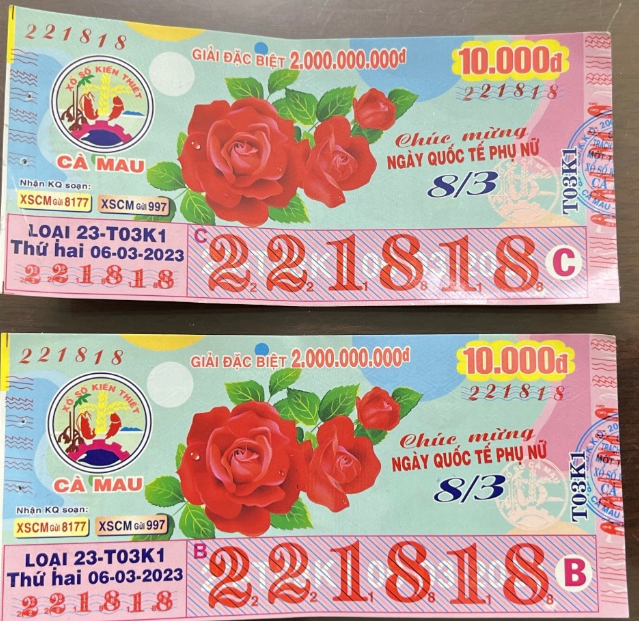 221818
GIẢI ĐẶC BIỆT 2.000.000.000đ
10.000đ
221818
XỔ SỐ KIẾN THIẾT
CÀ MAU
Chúc mừng
NGÀY QUỐC TẾ PHỤ NỮ
8/3
T03K1
Nhận KQ soạn:
XSCM Gửi 8177 XSCM Gửi 997
LOẠI 23-T03K1
Thứ hai 06-03-2023
221818
C
221818
C
221818
GIẢI ĐẶC BIỆT 2.000.000.000đ
10.000đ
221818
XỔ SỐ KIẾN THIẾT
CÀ MAU
Chúc mừng
NGÀY QUỐC TẾ PHỤ NỮ
8/3
T03K1
Nhận KQ soạn:
XSCM Gửi 8177 XSCM Gửi 997
LOẠI 23-T03K1
Thứ hai 06-03-2023
221818
B
221818
B